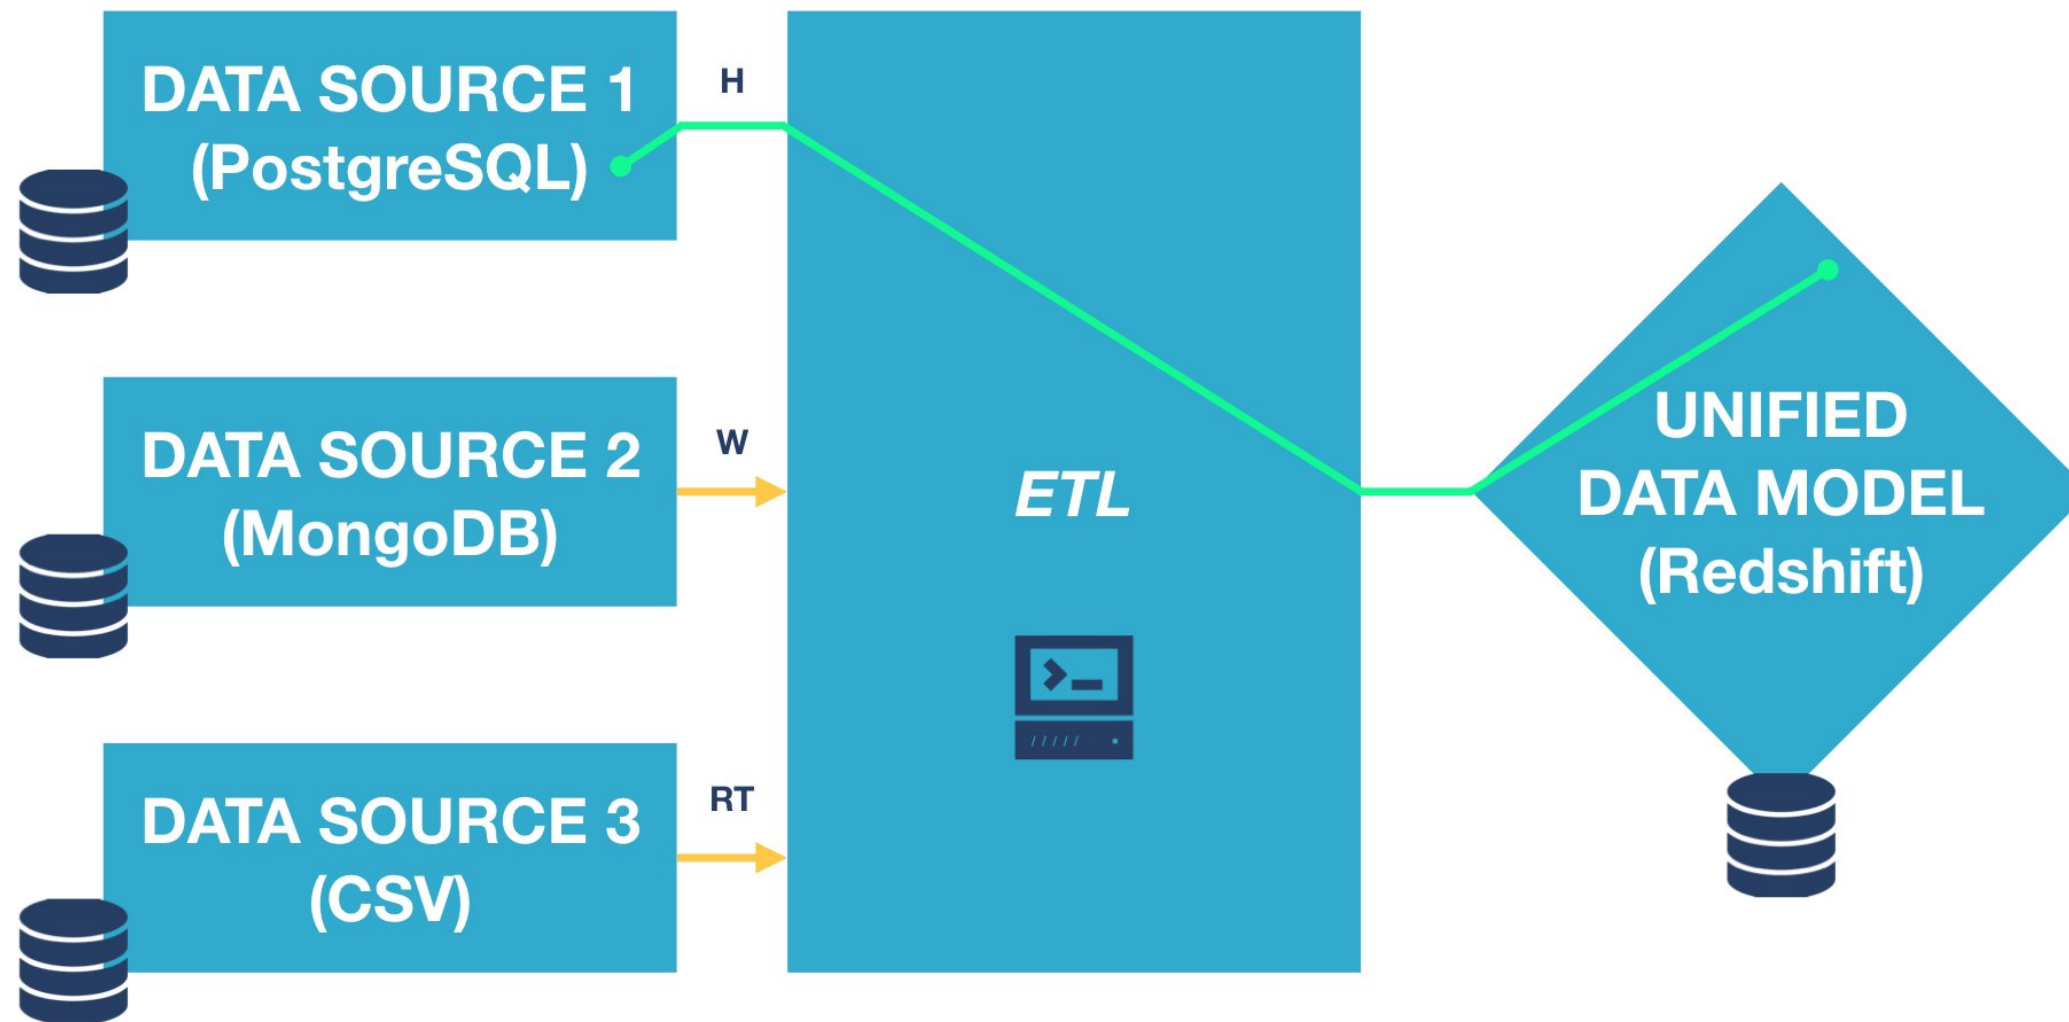 DATA SOURCE 1
(PostgreSQL)
H
DATA SOURCE 2
(MongoDB)
W
DATA SOURCE 3
(CSV)
RT
ETL
UNIFIED
DATA MODEL
(Redshift)